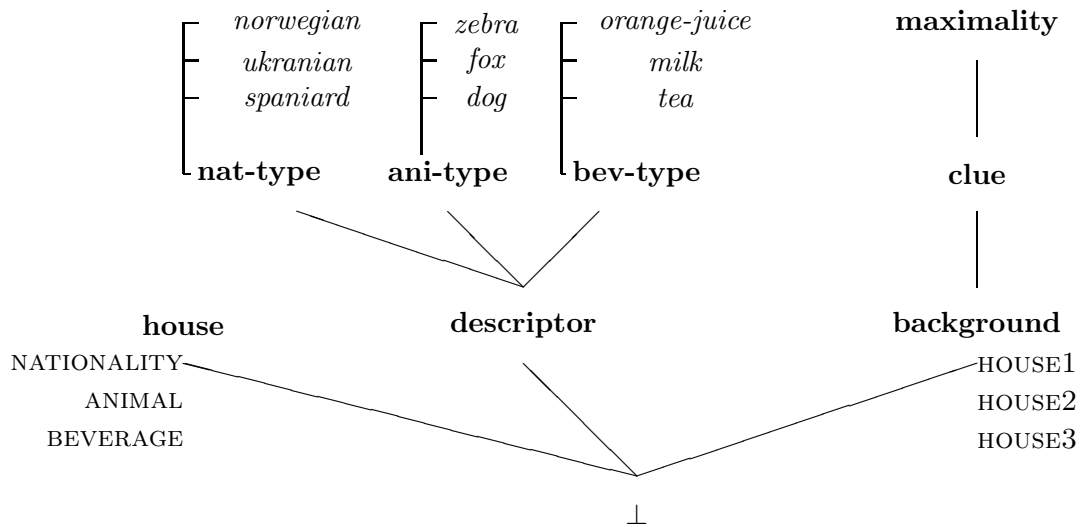 norwegian zebra orange-juice maximality
ukranian fox milk
spaniard dog tea
nat-type ani-type bev-type clue
house descriptor background
NATIONALITY HOUSE1
ANIMAL HOUSE2
BEVERAGE HOUSE3
⊥